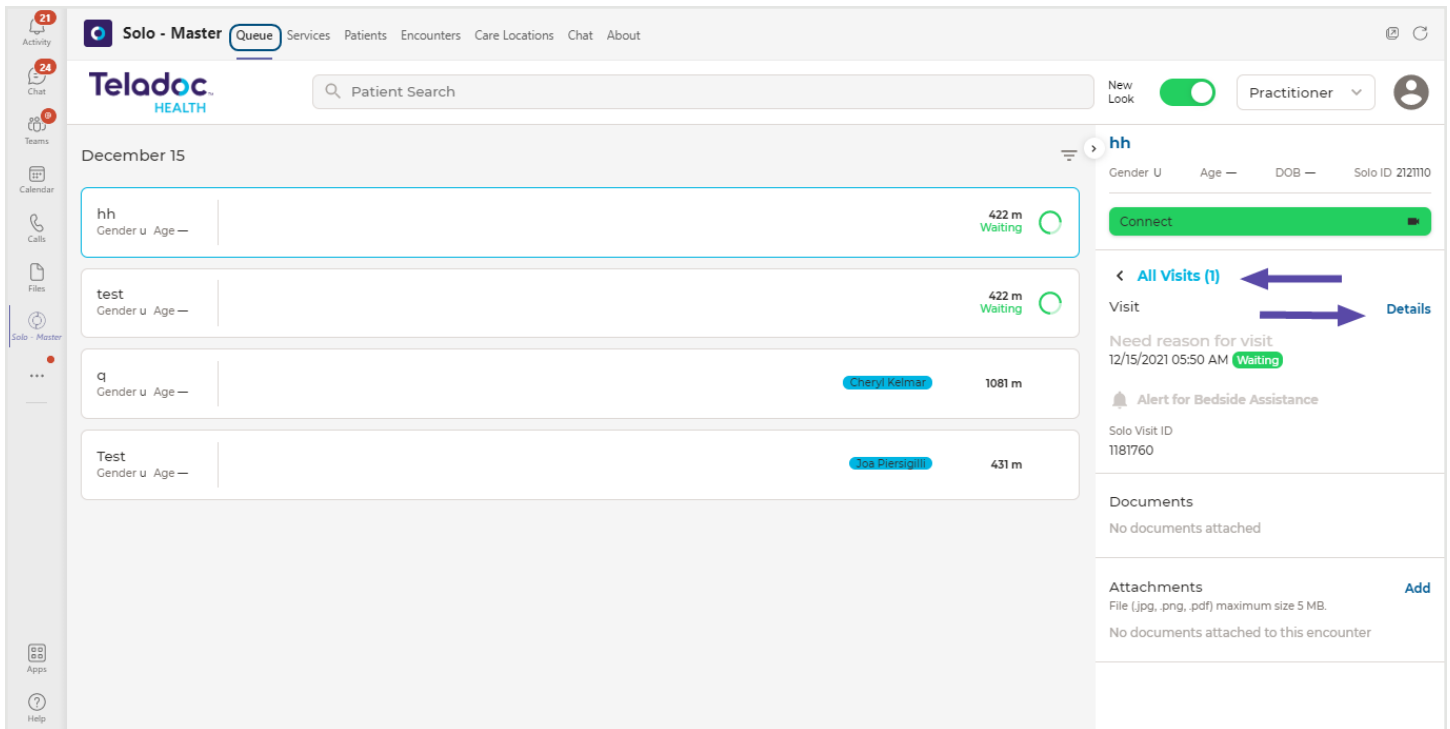 21
Activity
24
Chat
@
Teams
Calendar
Calls
Files
Solo - Master
...
Apps
Help
Solo - Master Queue Services Patients Encounters Care Locations Chat About
Teladoc
HEALTH
Patient Search
New
Look
Practitioner
December 15
hh
Gender u Age —
422 m
Waiting
test
Gender u Age —
422 m
Waiting
q
Gender u Age —
Cheryl Kelmar
1081 m
Test
Gender u Age —
Joa Piersigilli
431 m
hh
Gender U Age — DOB — Solo ID 2121110
Connect
< All Visits (1)
Visit Details
Need reason for visit
12/15/2021 05:50 AM Waiting
Alert for Bedside Assistance
Solo Visit ID
1181760
Documents
No documents attached
Attachments Add
File (.jpg, .png, .pdf) maximum size 5 MB.
No documents attached to this encounter